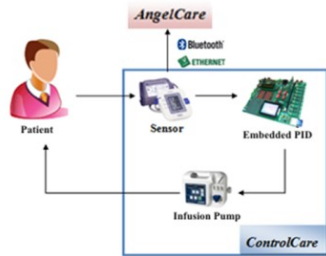 AngelCare
Bluetooth
ETHERNET
Patient
Sensor
Embedded PID
Infusion Pump
ControlCare